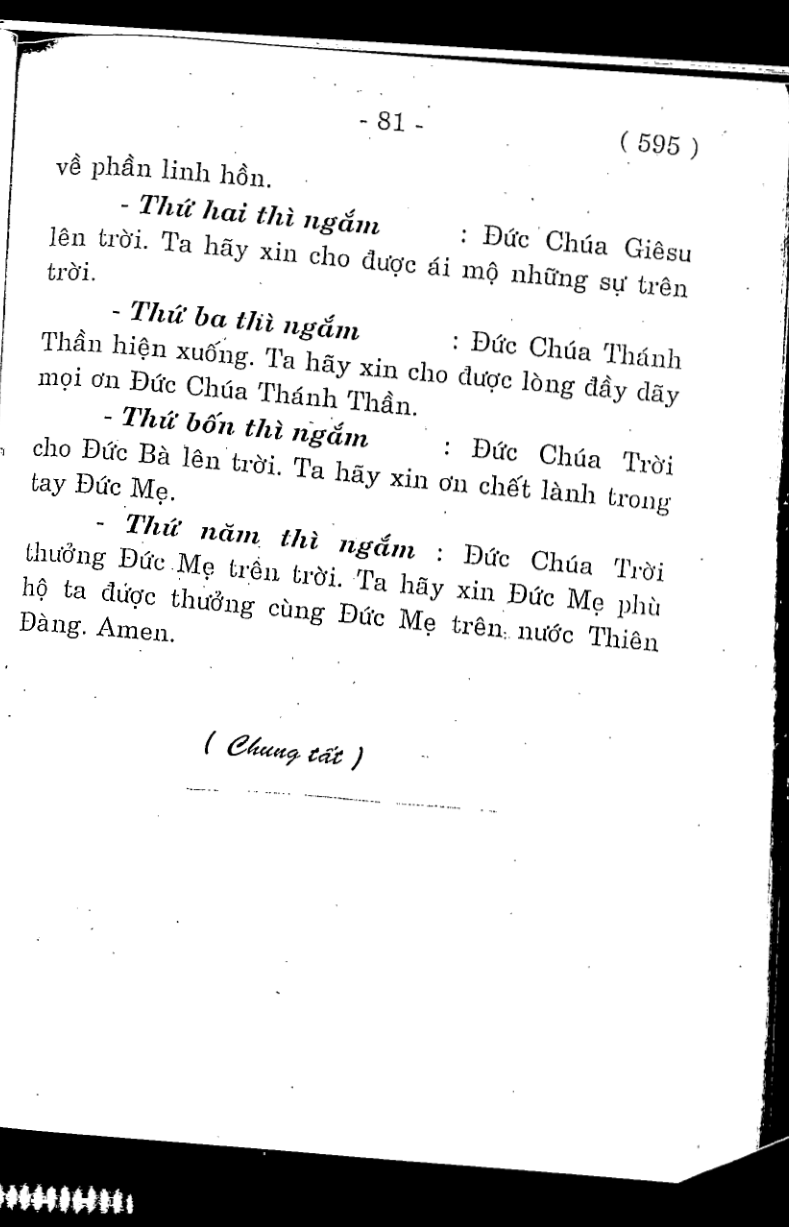 - 81 -
( 595 )
về phần linh hồn.
- Thứ hai thì ngắm : Đức Chúa Giêsu
lên trời. Ta hãy xin cho được ái mộ những sự trên
trời.
- Thứ ba thì ngắm : Đức Chúa Thánh
Thần hiện xuống. Ta hãy xin cho được lòng đầy dãy
mọi ơn Đức Chúa Thánh Thần.
- Thứ bốn thì ngắm : Đức Chúa Trời
cho Đức Bà lên trời. Ta hãy xin ơn chết lành trong
tay Đức Mẹ.
- Thứ năm thì ngắm : Đức Chúa Trời
thưởng Đức Mẹ trên trời. Ta hãy xin Đức Mẹ phù
hộ ta được thưởng cùng Đức Mẹ trên nước Thiên
Đàng. Amen.
( Chung tất )